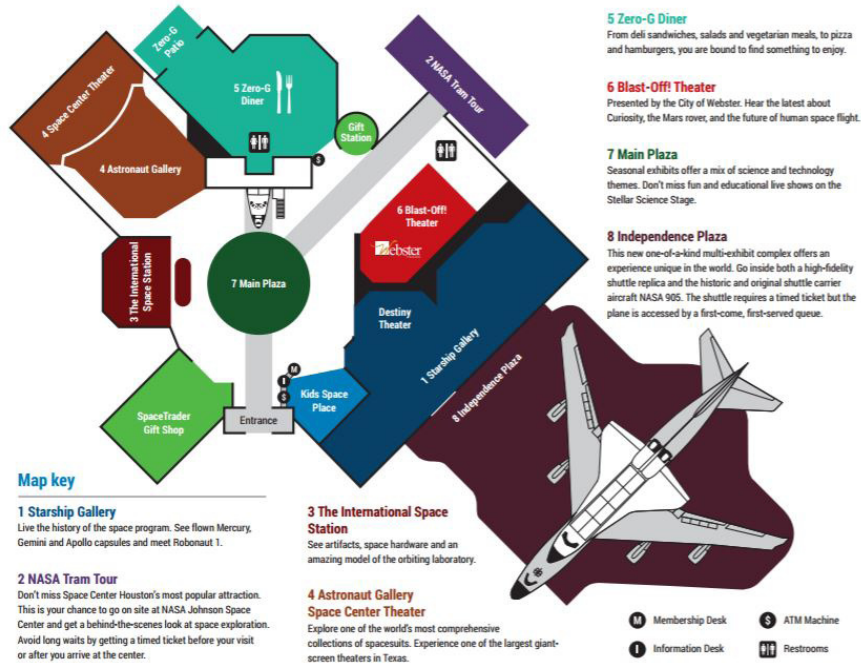 Zero-G
Patio
5 Zero-G
Diner
2 NASA Tram Tour
Gift
Station
$
4 Space Center Theater
4 Astronaut Gallery
6 Blast-Off!
Theater
Webster
3 The International
Space Station
7 Main Plaza
Destiny
Theater
1 Starship Gallery
8 Independence Plaza
M
I
$
Kids Space
Place
SpaceTrader
Gift Shop
Entrance
5 Zero-G Diner
From deli sandwiches, salads and vegetarian meals, to pizza
and hamburgers, you are bound to find something to enjoy.
6 Blast-Off! Theater
Presented by the City of Webster. Hear the latest about
Curiosity, the Mars rover, and the future of human space flight.
7 Main Plaza
Seasonal exhibits offer a mix of science and technology
themes. Don't miss fun and educational live shows on the
Stellar Science Stage.
8 Independence Plaza
This new one-of-a-kind multi-exhibit complex offers an
experience unique in the world. Go inside both a high-fidelity
shuttle replica and the historic and original shuttle carrier
aircraft NASA 905. The shuttle requires a timed ticket but the
plane is accessed by a first-come, first-served queue.
Map key
1 Starship Gallery
Live the history of the space program. See flown Mercury,
Gemini and Apollo capsules and meet Robonaut 1.
2 NASA Tram Tour
Don't miss Space Center Houston's most popular attraction.
This is your chance to go on site at NASA Johnson Space
Center and get a behind-the-scenes look at space exploration.
Avoid long waits by getting a timed ticket before your visit
or after you arrive at the center.
3 The International Space
Station
See artifacts, space hardware and an
amazing model of the orbiting laboratory.
4 Astronaut Gallery
Space Center Theater
Explore one of the world's most comprehensive
collections of spacesuits. Experience one of the largest giant-
screen theaters in Texas.
M Membership Desk
$ ATM Machine
I Information Desk
Restrooms